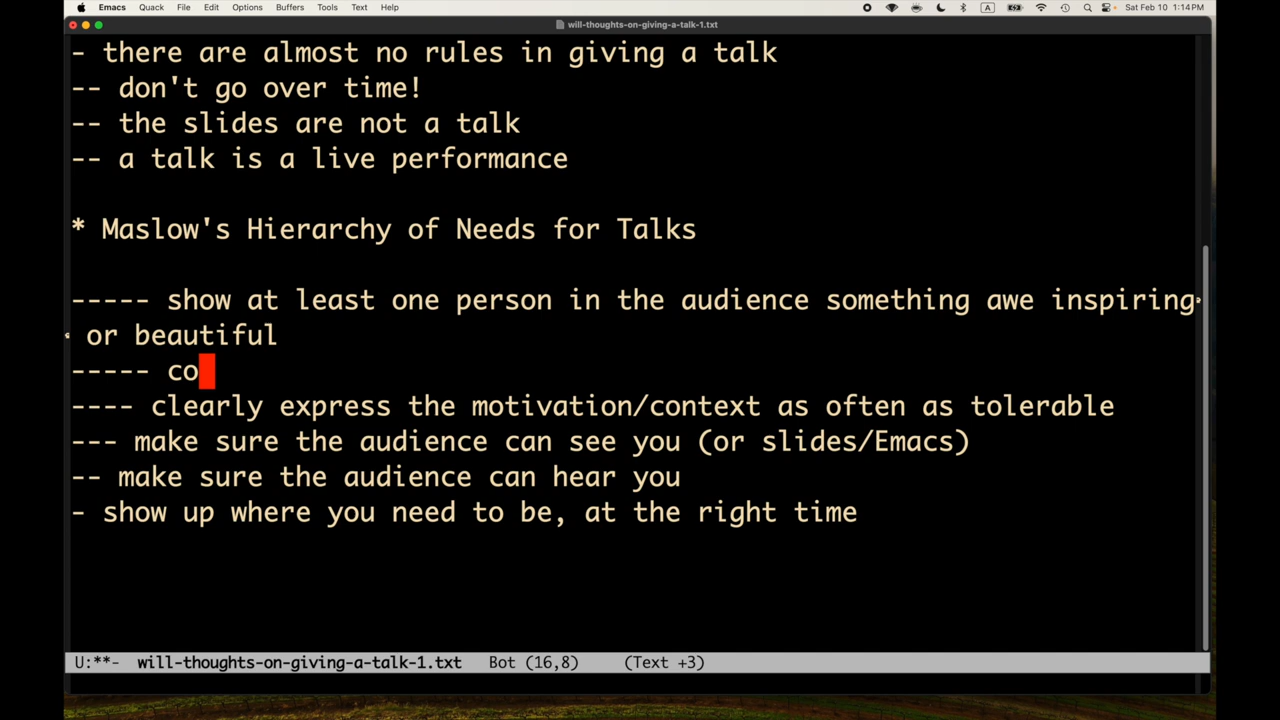 Emacs Quack File Edit Options Buffers Tools Text Help A Sat Feb 10 1:14 PM
will-thoughts-on-giving-a-talk-1.txt
- there are almost no rules in giving a talk
-- don't go over time!
-- the slides are not a talk
-- a talk is a live performance
* Maslow's Hierarchy of Needs for Talks
----- show at least one person in the audience something awe inspiring
or beautiful
----- co
---- clearly express the motivation/context as often as tolerable
--- make sure the audience can see you (or slides/Emacs)
-- make sure the audience can hear you
- show up where you need to be, at the right time
U:**- will-thoughts-on-giving-a-talk-1.txt Bot (16,8) (Text +3)